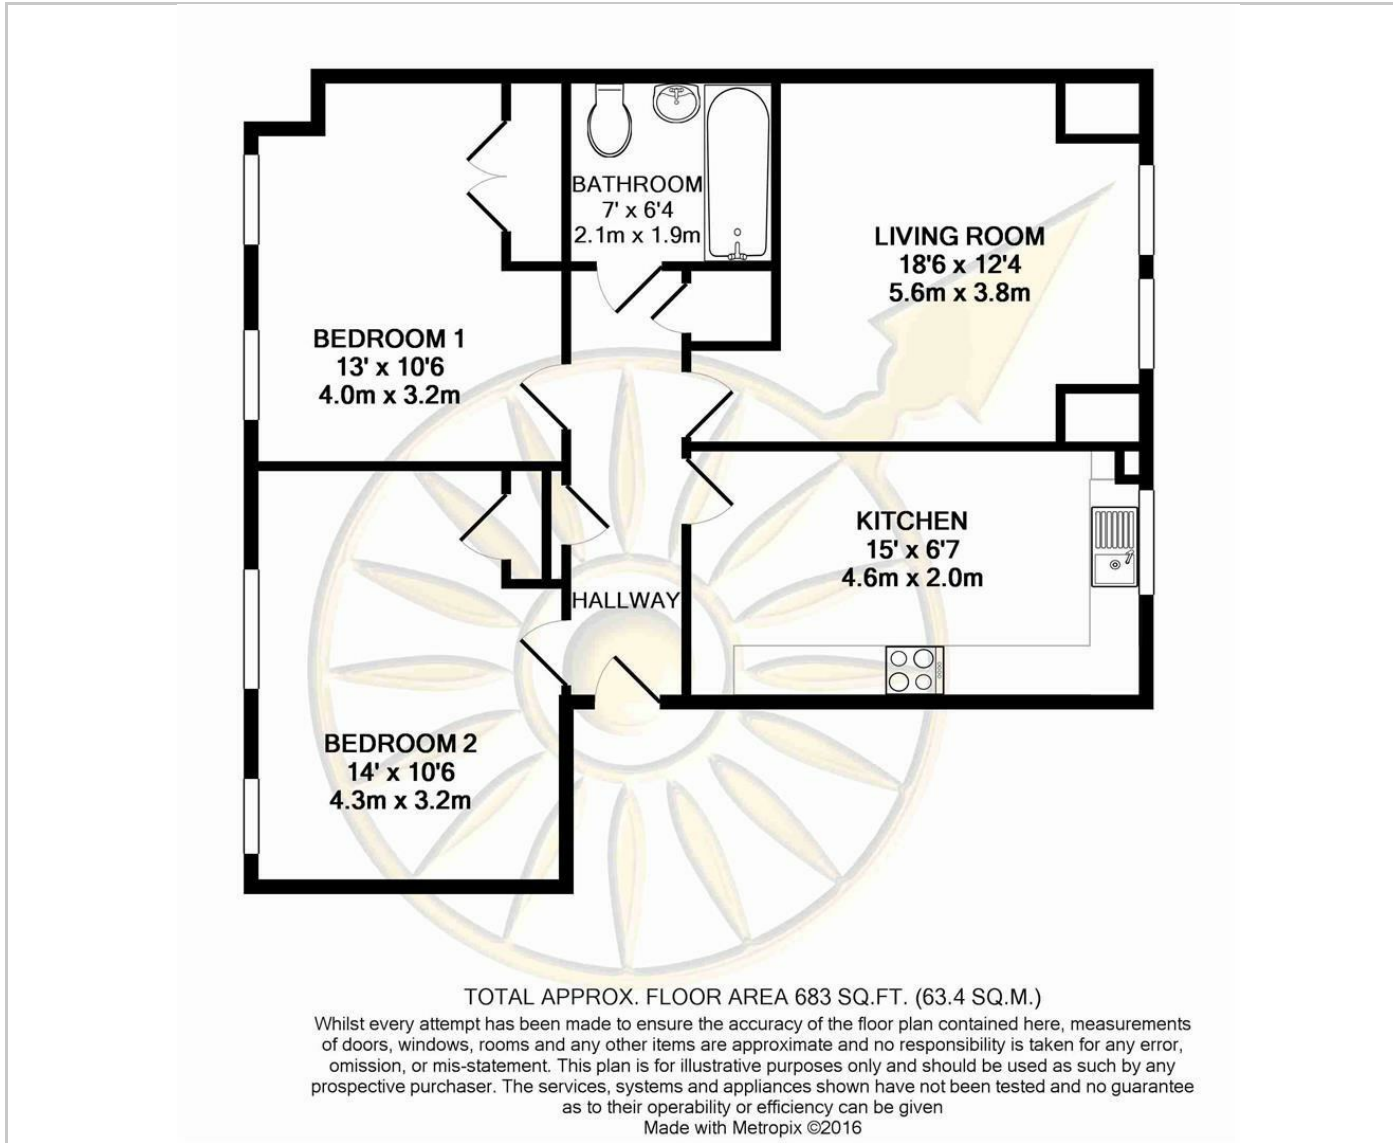 BATHROOM
7' x 6'4
2.1m x 1.9m
LIVING ROOM
18'6 x 12'4
5.6m x 3.8m
BEDROOM 1
13' x 10'6
4.0m x 3.2m
KITCHEN
15' x 6'7
4.6m x 2.0m
HALLWAY
BEDROOM 2
14' x 10'6
4.3m x 3.2m
TOTAL APPROX. FLOOR AREA 683 SQ.FT. (63.4 SQ.M.)
Whilst every attempt has been made to ensure the accuracy of the floor plan contained here, measurements
of doors, windows, rooms and any other items are approximate and no responsibility is taken for any error,
omission, or mis-statement. This plan is for illustrative purposes only and should be used as such by any
prospective purchaser. The services, systems and appliances shown have not been tested and no guarantee
as to their operability or efficiency can be given
Made with Metropix ©2016